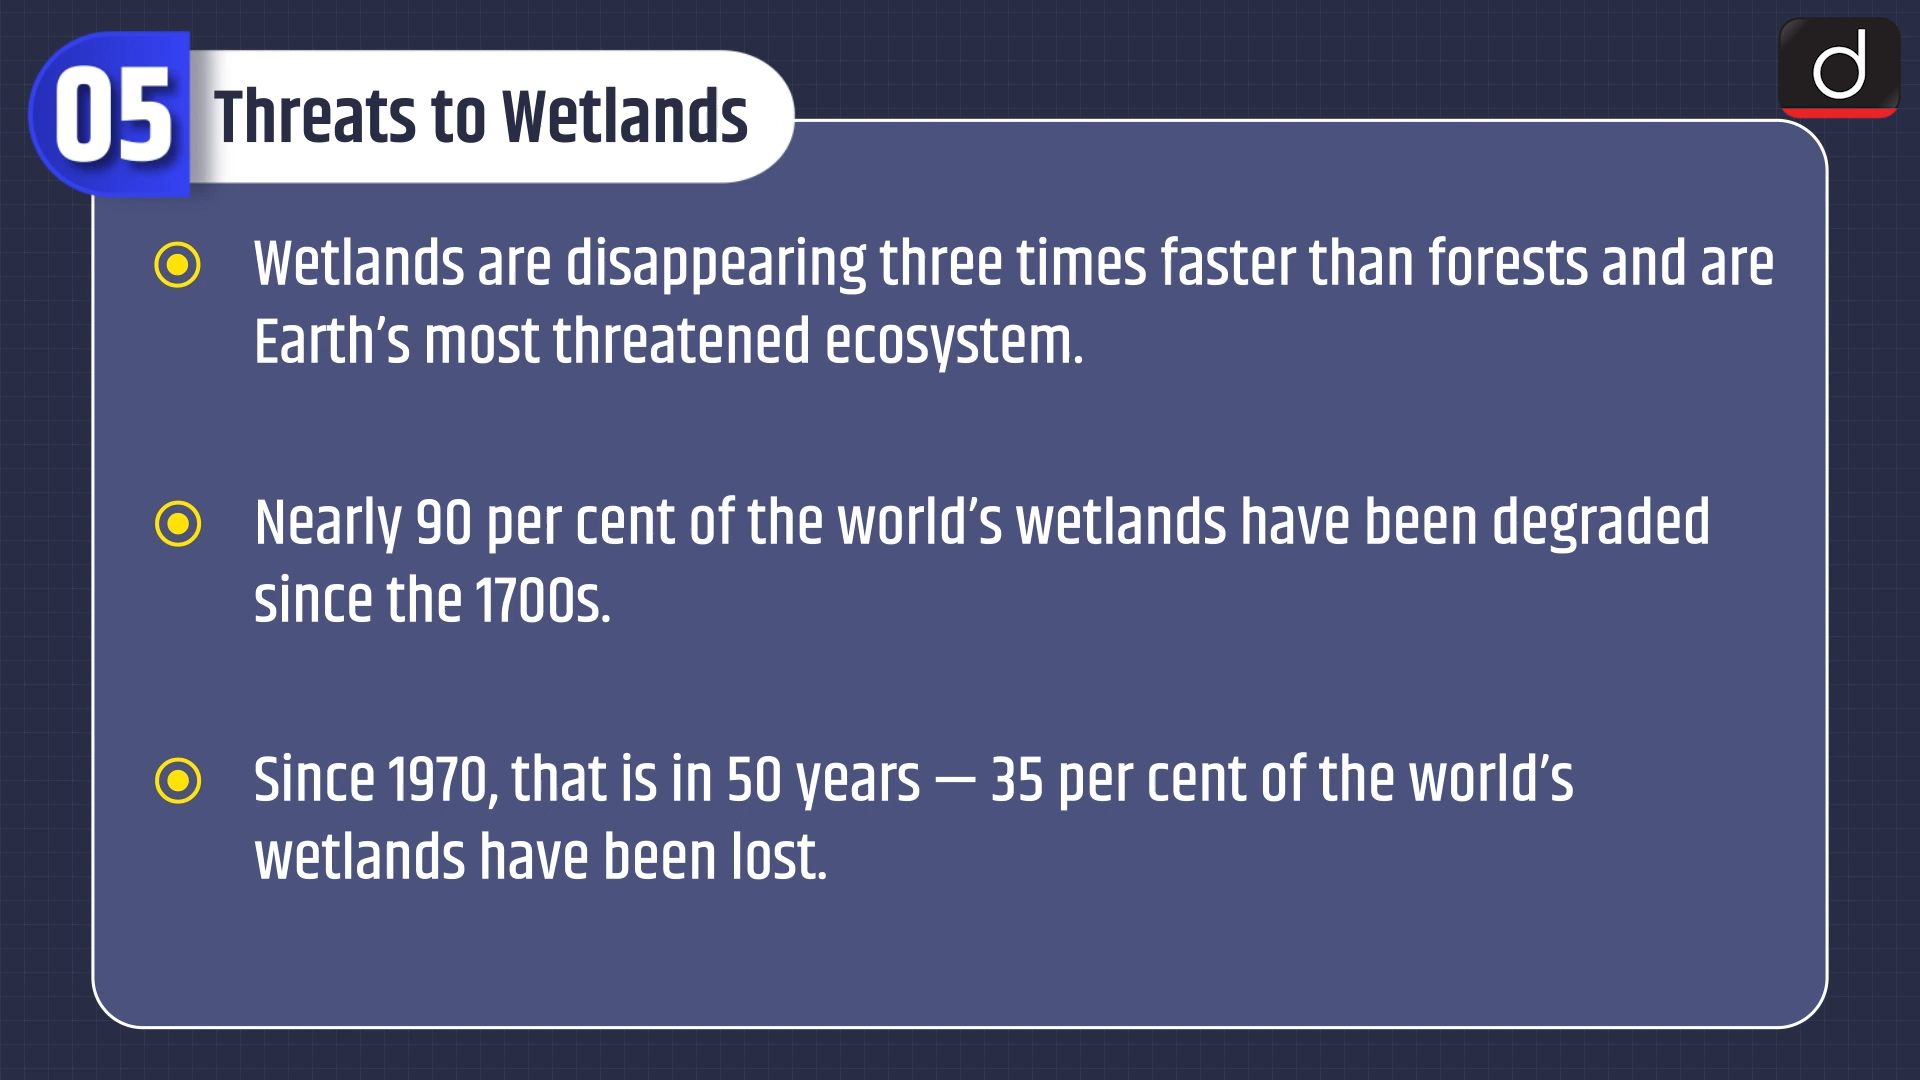 05 Threats to Wetlands
d
Wetlands are disappearing three times faster than forests and are
Earth’s most threatened ecosystem.
Nearly 90 per cent of the world’s wetlands have been degraded
since the 1700s.
Since 1970, that is in 50 years – 35 per cent of the world’s
wetlands have been lost.